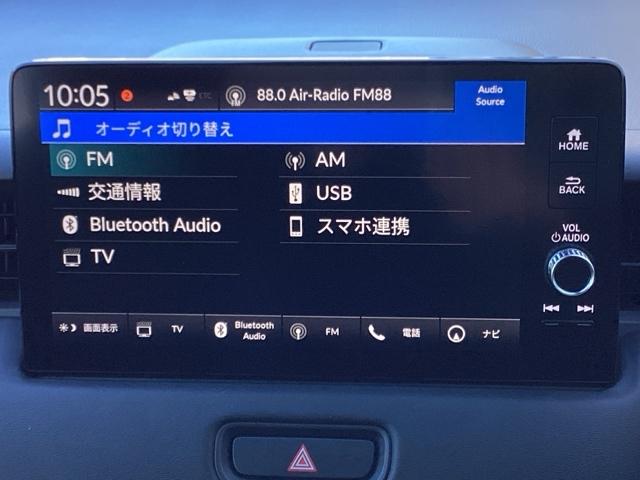 10:05 2 ETC 88.0 Air-Radio FM88 Audio Source
オーディオ切り替え
FM AM
交通情報 USB
Bluetooth Audio スマホ連携
TV
画面表示 TV Bluetooth Audio FM 電話 ナビ
HOME
BACK
VOL
AUDIO